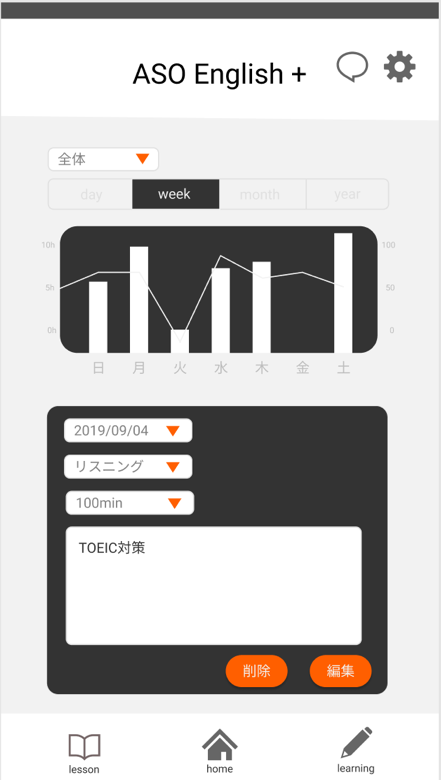 ASO English +
全体
day week month year
10h 100
5h 50
0h 0
日 月 火 水 木 金 土
2019/09/04
リスニング
100min
TOEIC対策
削除 編集
lesson home learning